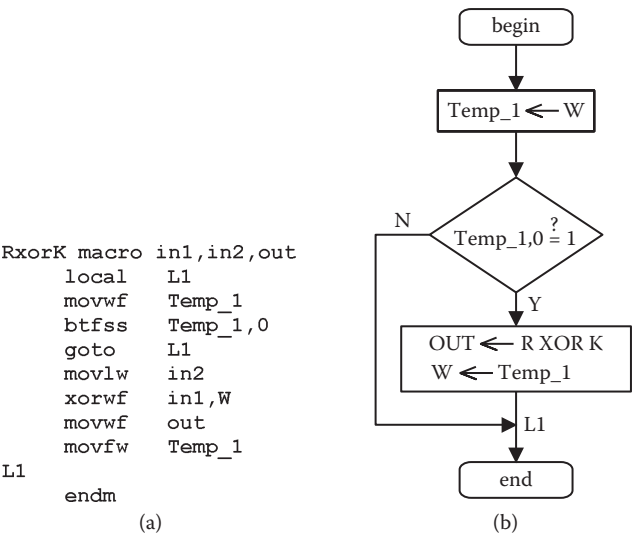 RxorK macro in1,in2,out
local L1
movwf Temp_1
btfss Temp_1,0
goto L1
movlw in2
xorwf in1,W
movwf out
movfw Temp_1
L1
endm
(a)
begin
Temp_1 ← W
?
Temp_1,0 = 1
N
Y
OUT ← R XOR K
W ← Temp_1
L1
end
(b)